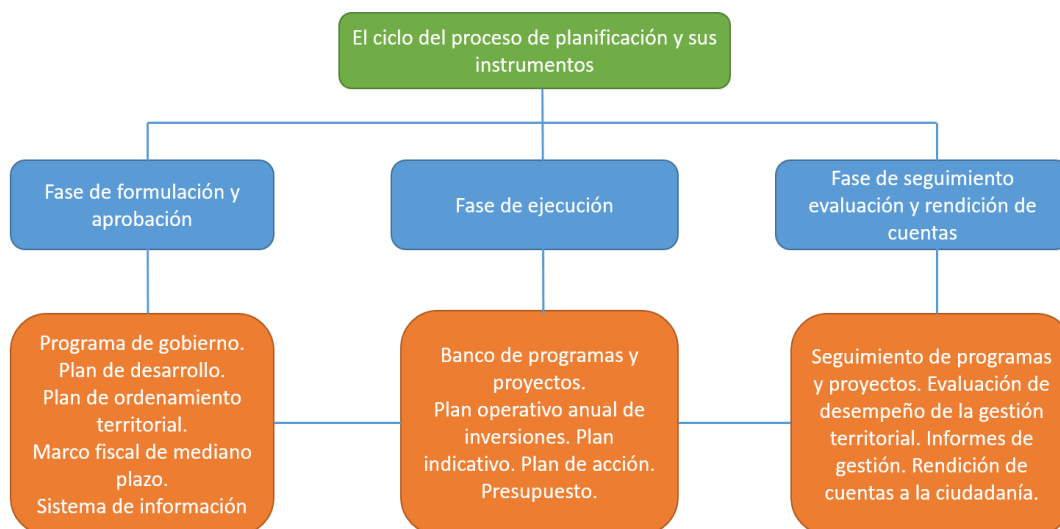 El ciclo del proceso de planificación y sus
instrumentos
Fase de formulación y
aprobación
Fase de ejecución
Fase de seguimiento
evaluación y rendición de
cuentas
Programa de gobierno.
Plan de desarrollo.
Plan de ordenamiento
territorial.
Marco fiscal de mediano
plazo.
Sistema de información
Banco de programas y
proyectos.
Plan operativo anual de
inversiones. Plan
indicativo. Plan de acción.
Presupuesto.
Seguimiento de programas
y proyectos. Evaluación de
desempeño de la gestión
territorial. Informes de
gestión. Rendición de
cuentas a la ciudadanía.